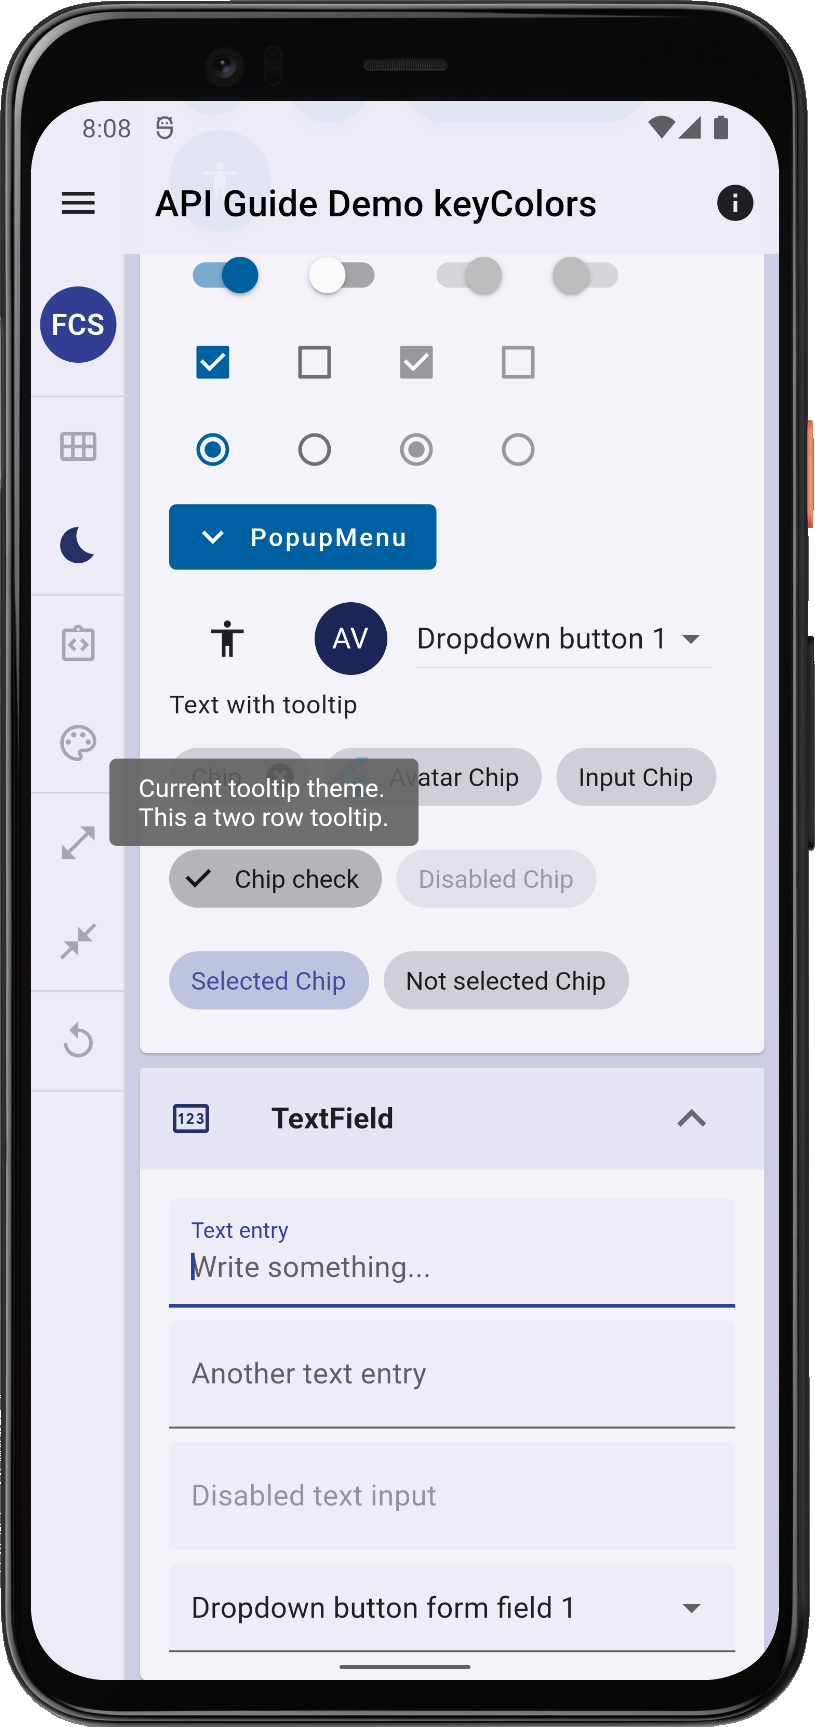 8:08
API Guide Demo keyColors
FCS
PopupMenu
AV
Dropdown button 1
Text with tooltip
Chip
Avatar Chip
Input Chip
Current tooltip theme.
This a two row tooltip.
Chip check
Disabled Chip
Selected Chip
Not selected Chip
123
TextField
Text entry
Write something...
Another text entry
Disabled text input
Dropdown button form field 1